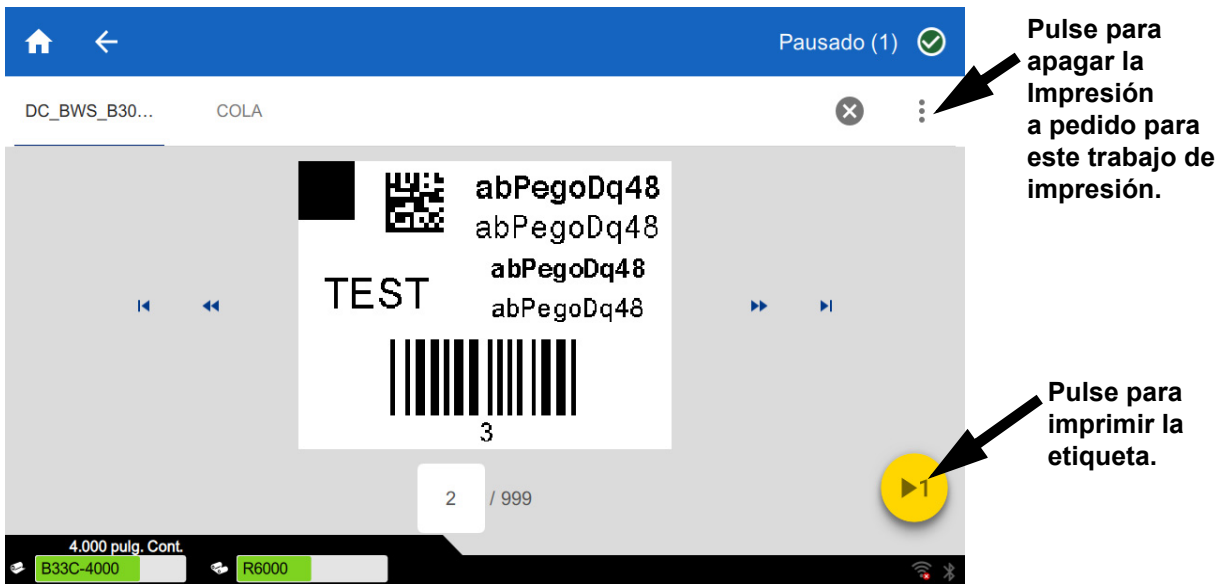 Pausado (1)
DC_BWS_B30...
COLA
abPegoDq48
abPegoDq48
TEST
abPegoDq48
abPegoDq48
3
2 / 999
1
4.000 pulg. Cont.
B33C-4000
R6000
Pulse para
apagar la
Impresión
a pedido para
este trabajo de
impresión.
Pulse para
imprimir la
etiqueta.